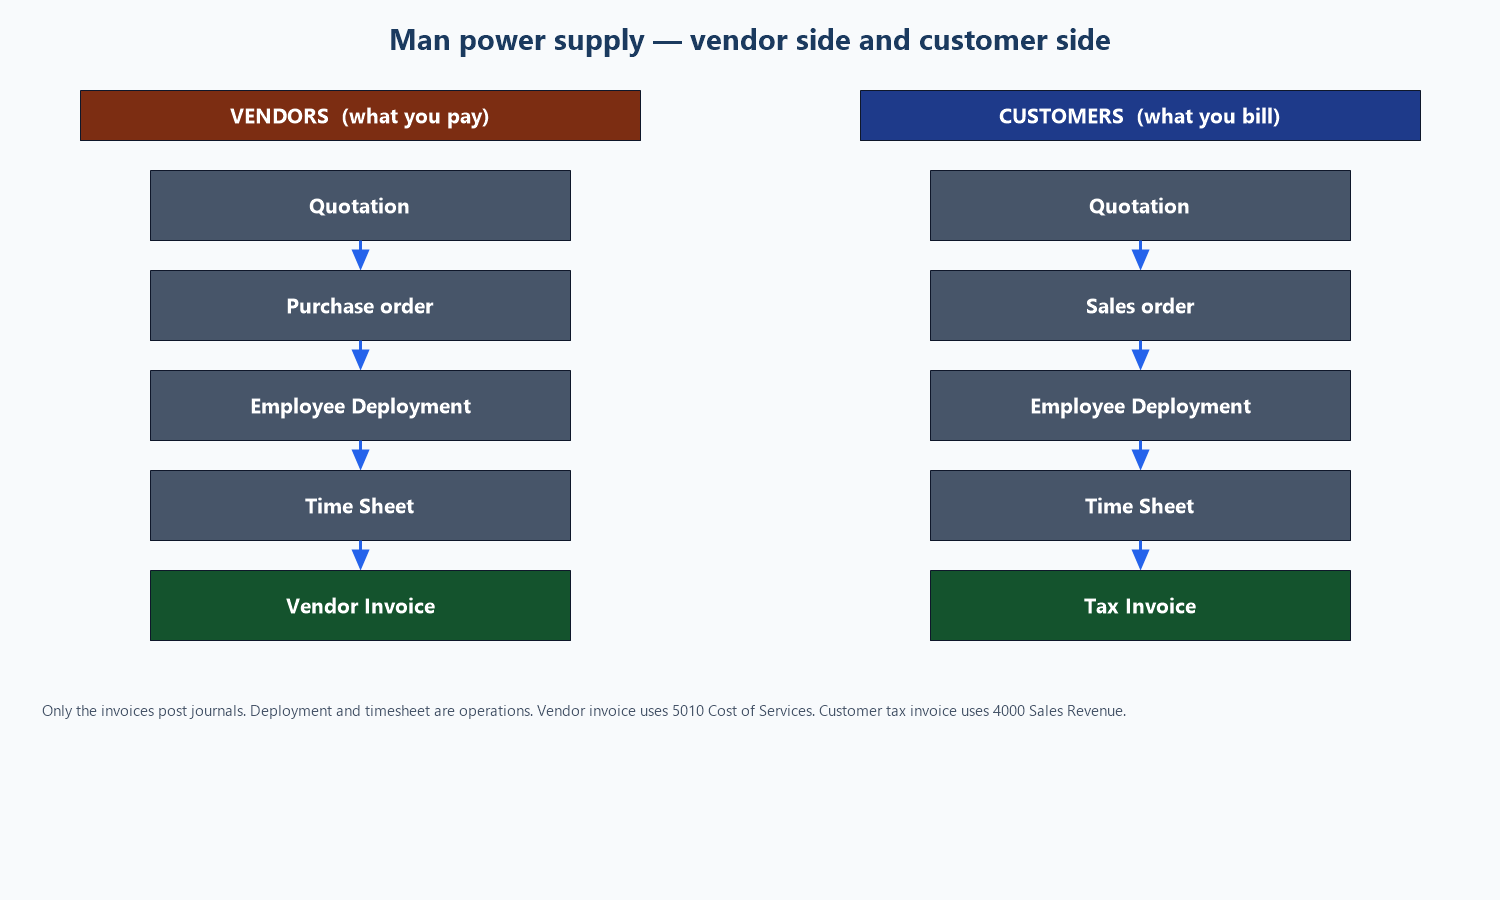 Man power supply — vendor side and customer side
VENDORS (what you pay)
Quotation
Purchase order
Employee Deployment
Time Sheet
Vendor Invoice
CUSTOMERS (what you bill)
Quotation
Sales order
Employee Deployment
Time Sheet
Tax Invoice
Only the invoices post journals. Deployment and timesheet are operations. Vendor invoice uses 5010 Cost of Services. Customer tax invoice uses 4000 Sales Revenue.